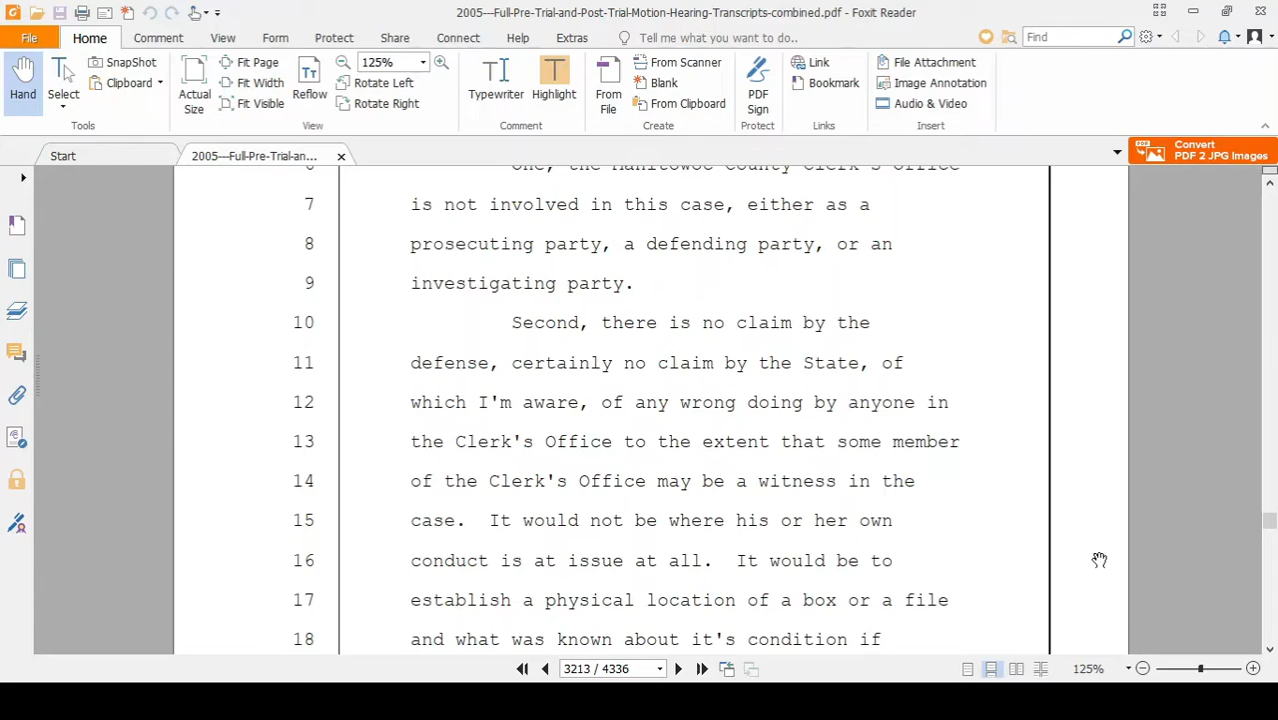 2005---Full-Pre-Trial-and-Post-Trial-Motion-Hearing-Transcripts-combined.pdf - Foxit Reader
File Home Comment View Form Protect Share Connect Help Extras Tell me what you want to do.. Find
Hand
Select
SnapShot
Clipboard
Tools
Actual Size
Fit Page
Fit Width
Fit Visible
Reflow
125%
Rotate Left
Rotate Right
View
Typewriter
Highlight
Comment
From File
From Scanner
Blank
From Clipboard
Create
PDF Sign
Protect
Link
Bookmark
Links
File Attachment
Image Annotation
Audio & Video
Insert
Start
2005---Full-Pre-Trial-an...
Convert
PDF 2 JPG Images
6 One, the Manitowoc County Clerk's Office
7 is not involved in this case, either as a
8 prosecuting party, a defending party, or an
9 investigating party.
10 Second, there is no claim by the
11 defense, certainly no claim by the State, of
12 which I'm aware, of any wrong doing by anyone in
13 the Clerk's Office to the extent that some member
14 of the Clerk's Office may be a witness in the
15 case. It would not be where his or her own
16 conduct is at issue at all. It would be to
17 establish a physical location of a box or a file
18 and what was known about it's condition if
3213 / 4336
125%